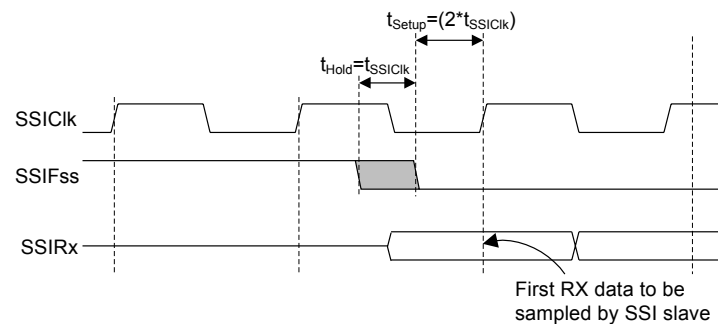 tSetup=(2*tSSIClk)
tHold=tSSIClk
SSIClk
SSIFss
SSIRx
First RX data to be
sampled by SSI slave